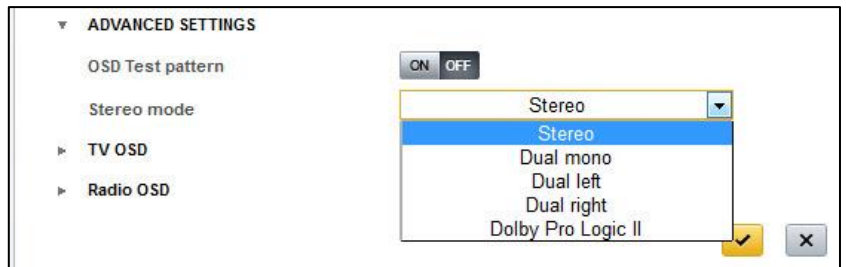 ADVANCED SETTINGS
OSD Test pattern
ON OFF
Stereo mode
Stereo
Stereo
Dual mono
Dual left
Dual right
Dolby Pro Logic II
TV OSD
Radio OSD